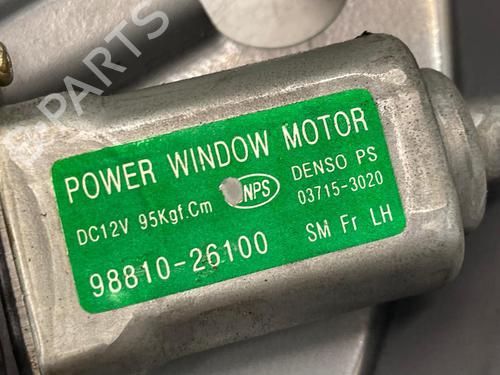 POWER WINDOW MOTOR
DC12V 95Kgf.Cm NPS DENSO PS
03715-3020
98810-26100 SM Fr LH
B-PARTS